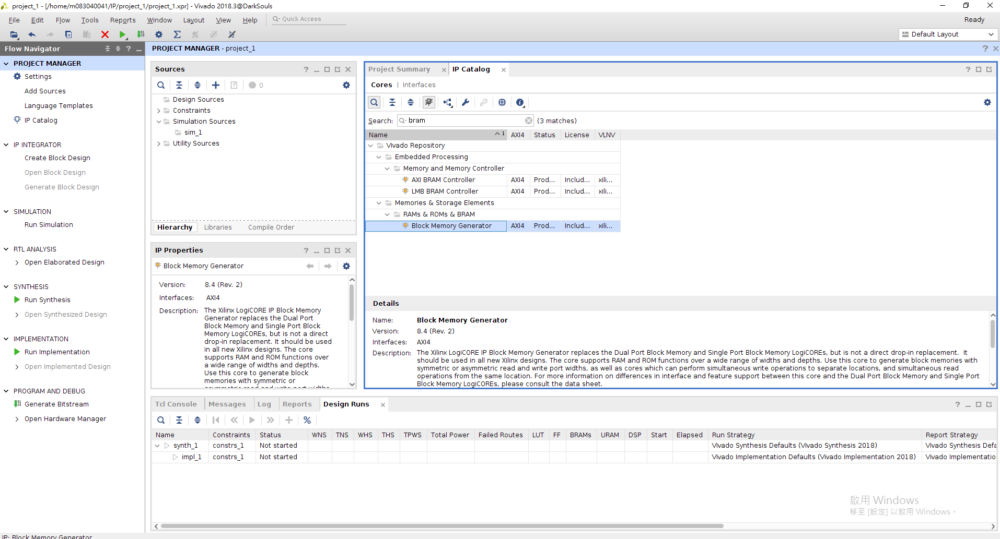 project_1 - [/home/m083040041/IP/project_1/project_1.xpr] - Vivado 2018.3@DarkSouls
File Edit Flow Tools Reports Window Layout View Help Quick Access Ready
Default Layout
Flow Navigator
PROJECT MANAGER
Settings
Add Sources
Language Templates
IP Catalog
IP INTEGRATOR
Create Block Design
Open Block Design
Generate Block Design
SIMULATION
Run Simulation
RTL ANALYSIS
Open Elaborated Design
SYNTHESIS
Run Synthesis
Open Synthesized Design
IMPLEMENTATION
Run Implementation
Open Implemented Design
PROGRAM AND DEBUG
Generate Bitstream
Open Hardware Manager
PROJECT MANAGER - project_1
Sources
0
Design Sources
Constraints
Simulation Sources
sim_1
Utility Sources
Hierarchy Libraries Compile Order
IP Properties
Block Memory Generator
Version: 8.4 (Rev. 2)
Interfaces: AXI4
Description: The Xilinx LogiCORE IP Block Memory
Generator replaces the Dual Port
Block Memory and Single Port Block
Memory LogiCOREs, but is not a direct
drop-in replacement. It should be used
in all new Xilinx designs. The core
supports RAM and ROM functions over
a wide range of widths and depths.
Use this core to generate block
memories with symmetric or
asymmetric read and write port widths,
Project Summary IP Catalog
Cores | Interfaces
Search: bram (3 matches)
Name 1 AXI4 Status License VLNV
Vivado Repository
Embedded Processing
Memory and Memory Controller
AXI BRAM Controller AXI4 Prod... Includ... xili...
LMB BRAM Controller AXI4 Prod... Includ... xili...
Memories & Storage Elements
RAMs & ROMs & BRAM
Block Memory Generator AXI4 Prod... Includ... xili...
Details
Name: Block Memory Generator
Version: 8.4 (Rev. 2)
Interfaces: AXI4
Description: The Xilinx LogiCORE IP Block Memory Generator replaces the Dual Port Block Memory and Single Port Block Memory LogiCOREs, but is not a direct drop-in replacement. It
should be used in all new Xilinx designs. The core supports RAM and ROM functions over a wide range of widths and depths. Use this core to generate block memories with
symmetric or asymmetric read and write port widths, as well as cores which can perform simultaneous write operations to separate locations, and simultaneous read
operations from the same location. For more information on differences in interface and feature support between this core and the Dual Port Block Memory and Single Port
Block Memory LogiCOREs, please consult the data sheet.
Tcl Console Messages Log Reports Design Runs
Name Constraints Status WNS TNS WHS THS TPWS Total Power Failed Routes LUT FF BRAMs URAM DSP Start Elapsed Run Strategy Report Strategy
synth_1 constrs_1 Not started Vivado Synthesis Defaults (Vivado Synthesis 2018) Vivado Synthesis Defa
impl_1 constrs_1 Not started Vivado Implementation Defaults (Vivado Implementation 2018) Vivado Implementatio
啟用 Windows
移至 [設定] 以啟用 Windows。
IP: Block Memory Generator